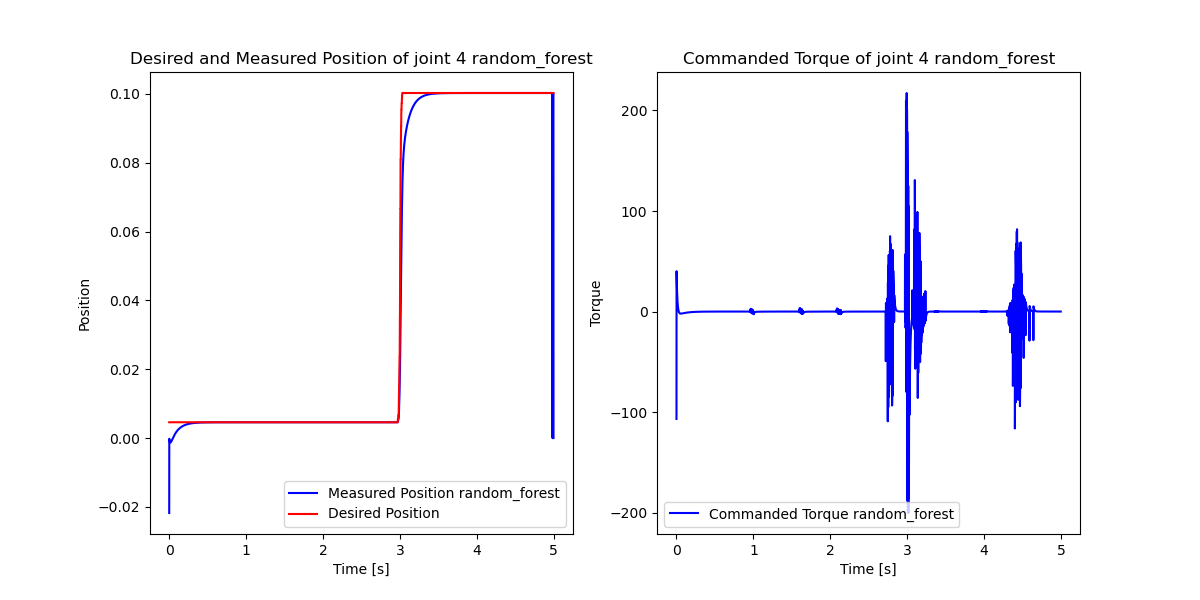 Desired and Measured Position of joint 4 random_forest
Position
0.10
0.08
0.06
0.04
0.02
0.00
−0.02
Measured Position random_forest
Desired Position
0 1 2 3 4 5
Time [s]
Commanded Torque of joint 4 random_forest
Torque
200
100
0
−100
−200
Commanded Torque random_forest
0 1 2 3 4 5
Time [s]